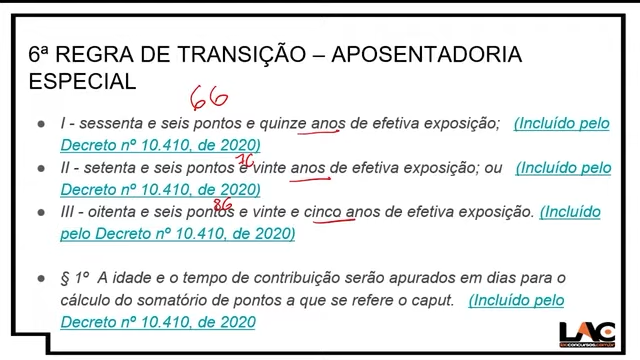 6ª REGRA DE TRANSIÇÃO – APOSENTADORIA
ESPECIAL
66
● I - sessenta e seis pontos e quinze anos de efetiva exposição; (Incluído pelo
Decreto nº 10.410, de 2020)
76
● II - setenta e seis pontos e vinte anos de efetiva exposição; ou (Incluído pelo
Decreto nº 10.410, de 2020)
86
● III - oitenta e seis pontos e vinte e cinco anos de efetiva exposição. (Incluído
pelo Decreto nº 10.410, de 2020)
● § 1º A idade e o tempo de contribuição serão apurados em dias para o
cálculo do somatório de pontos a que se refere o caput. (Incluído pelo
Decreto nº 10.410, de 2020
LAC
lacconcursos.com.br